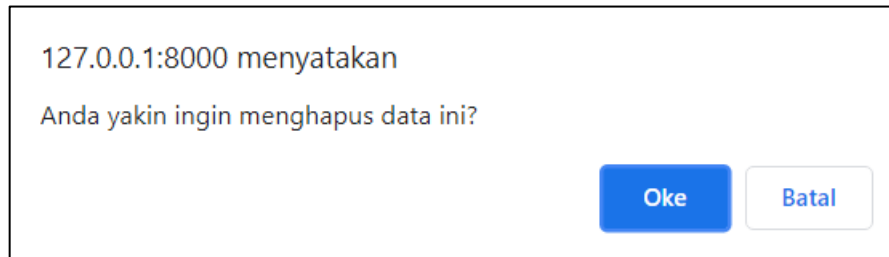 127.0.0.1:8000 menyatakan
Anda yakin ingin menghapus data ini?
Oke Batal